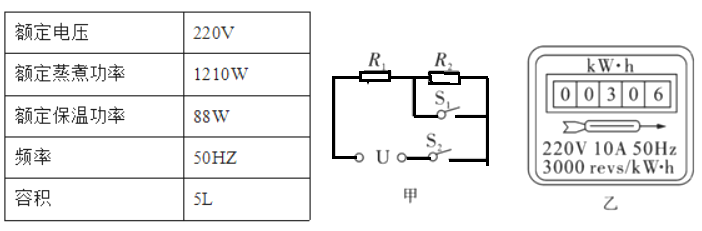 额定电压 220V
额定蒸煮功率 1210W
额定保温功率 88W
频率 50HZ
容积 5L
R1 R2
S1
U S2
甲
kW·h
0 0 3 0 6
220V 10A 50Hz
3000 revs/kW·h
乙